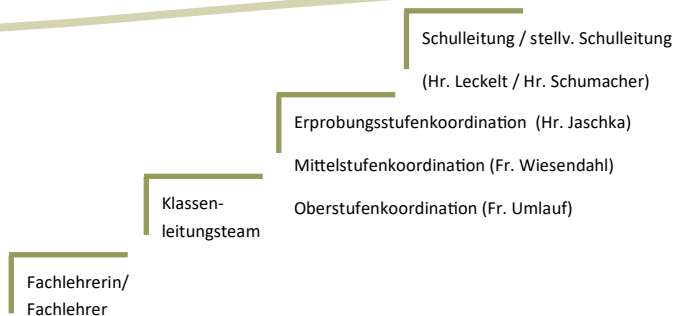 Schulleitung / stellv. Schulleitung
(Hr. Leckelt / Hr. Schumacher)
Erprobungsstufenkoordination (Hr. Jaschka)
Mittelstufenkoordination (Fr. Wiesendahl)
Oberstufenkoordination (Fr. Umlauf)
Klassen-
leitungsteam
Fachlehrerin/
Fachlehrer